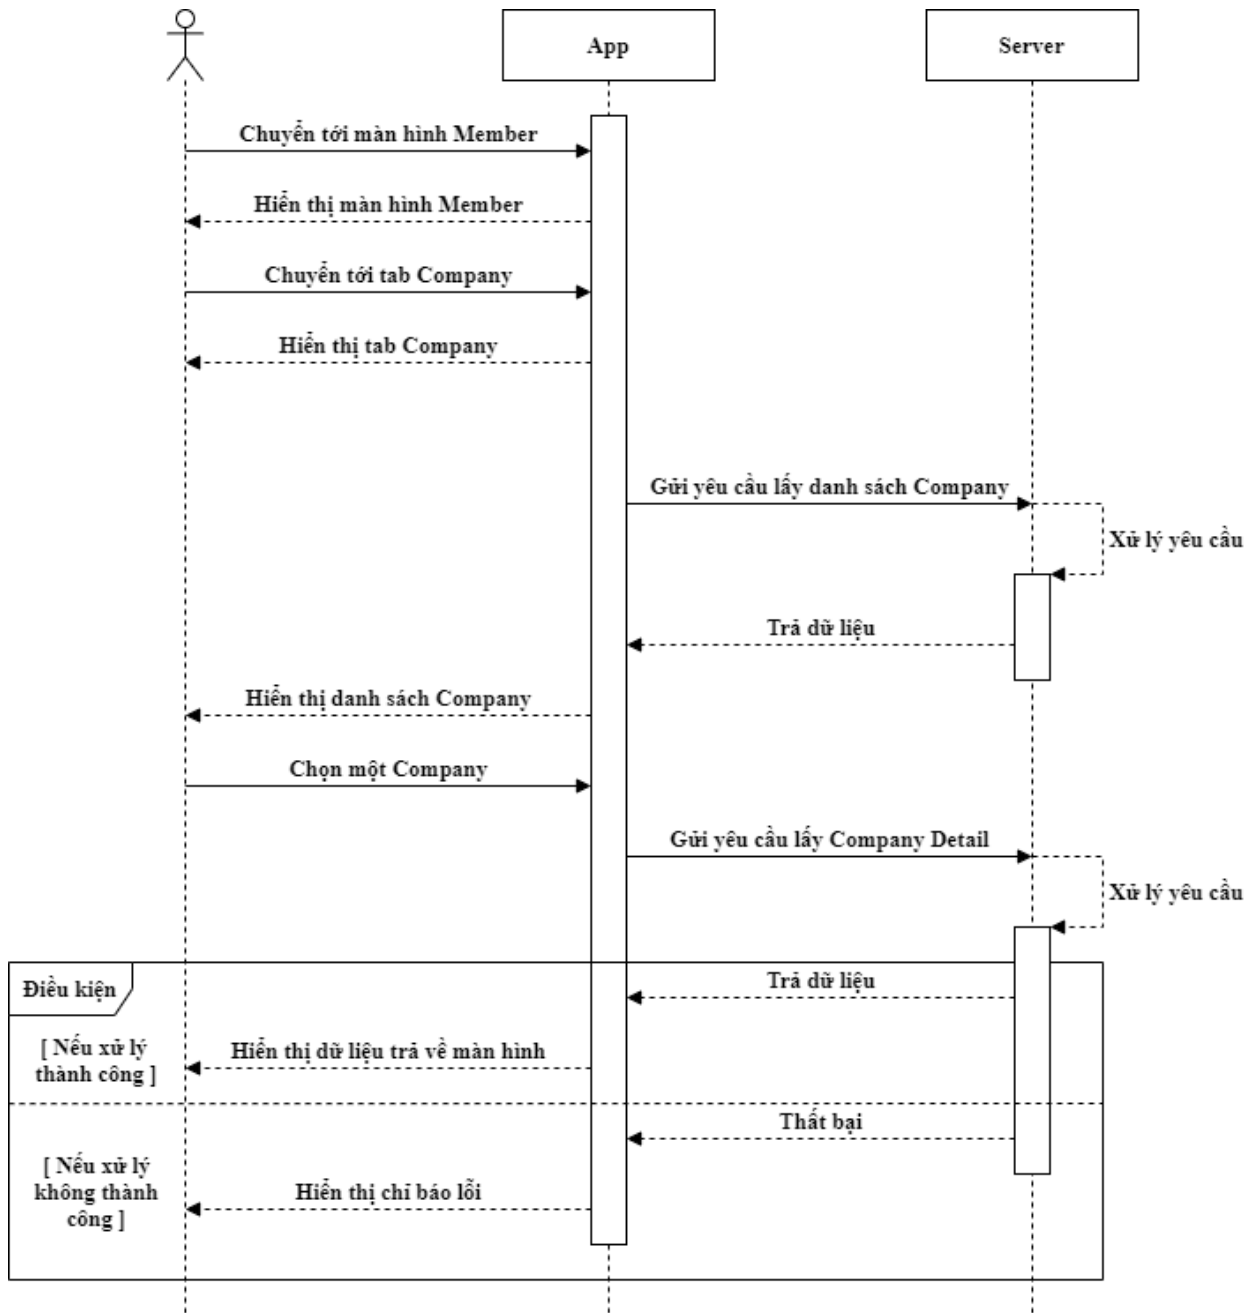 App
Server
Chuyển tới màn hình Member
Hiển thị màn hình Member
Chuyển tới tab Company
Hiển thị tab Company
Gửi yêu cầu lấy danh sách Company
Xử lý yêu cầu
Trả dữ liệu
Hiển thị danh sách Company
Chọn một Company
Gửi yêu cầu lấy Company Detail
Xử lý yêu cầu
Điều kiện
Trả dữ liệu
[ Nếu xử lý
thành công ]
Hiển thị dữ liệu trả về màn hình
Thất bại
[ Nếu xử lý
không thành
công ]
Hiển thị chỉ báo lỗi